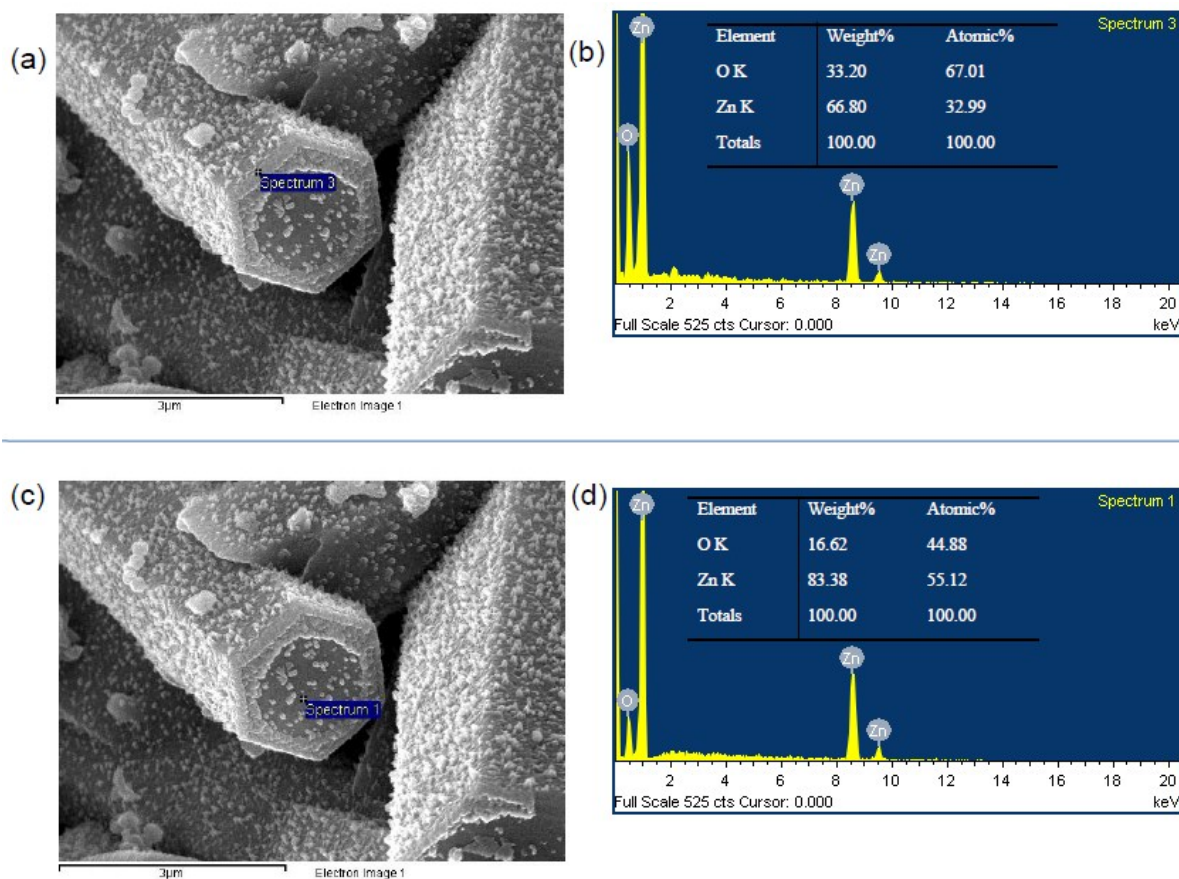 (a)
Spectrum 3
3µm
Electron Image 1
(b)
Spectrum 3
Element Weight% Atomic%
O K 33.20 67.01
Zn K 66.80 32.99
Totals 100.00 100.00
Zn
O
Zn
Zn
2 4 6 8 10 12 14 16 18 20
Full Scale 525 cts Cursor: 0.000 keV
(c)
Spectrum 1
3µm
Electron Image 1
(d)
Spectrum 1
Element Weight% Atomic%
O K 16.62 44.88
Zn K 83.38 55.12
Totals 100.00 100.00
Zn
O
Zn
Zn
2 4 6 8 10 12 14 16 18 20
Full Scale 525 cts Cursor: 0.000 keV